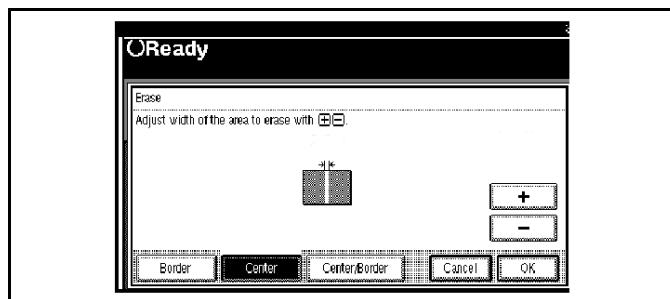 Ready
Erase
Adjust width of the area to erase with ⊞⊟.
+
−
Border Center Center/Border Cancel OK